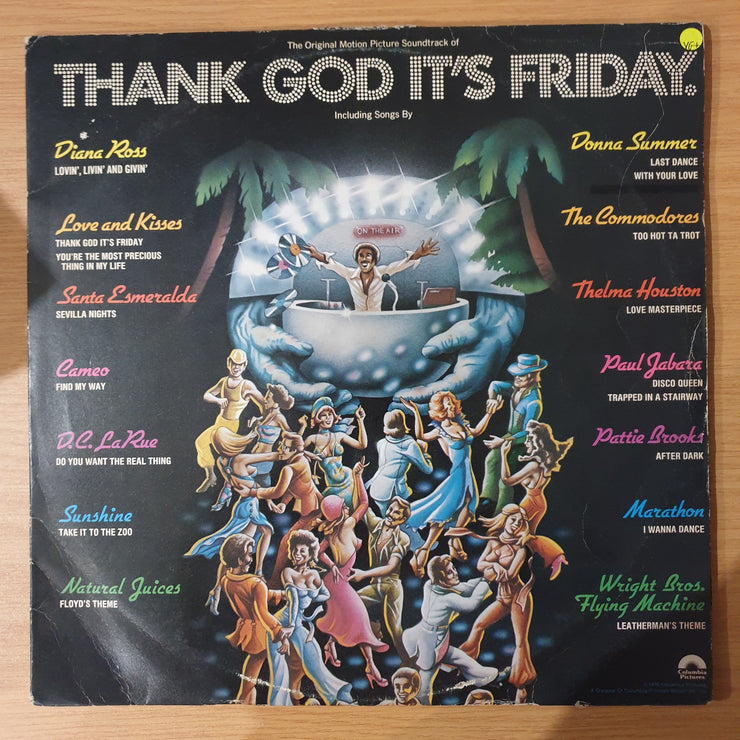 The Original Motion Picture Soundtrack of
THANK GOD IT'S FRIDAY.
Including Songs By
VG+
Diana Ross
LOVIN', LIVIN' AND GIVIN'
Love and Kisses
THANK GOD IT'S FRIDAY
YOU'RE THE MOST PRECIOUS
THING IN MY LIFE
Santa Esmeralda
SEVILLA NIGHTS
Cameo
FIND MY WAY
D.C. LaRue
DO YOU WANT THE REAL THING
Sunshine
TAKE IT TO THE ZOO
Natural Juices
FLOYD'S THEME
"ON THE AIR"
Donna Summer
LAST DANCE
WITH YOUR LOVE
The Commodores
TOO HOT TA TROT
Thelma Houston
LOVE MASTERPIECE
Paul Jabara
DISCO QUEEN
TRAPPED IN A STAIRWAY
Pattie Brooks
AFTER DARK
Marathon
I WANNA DANCE
Wright Bros.
Flying Machine
LEATHERMAN'S THEME
Columbia
Pictures